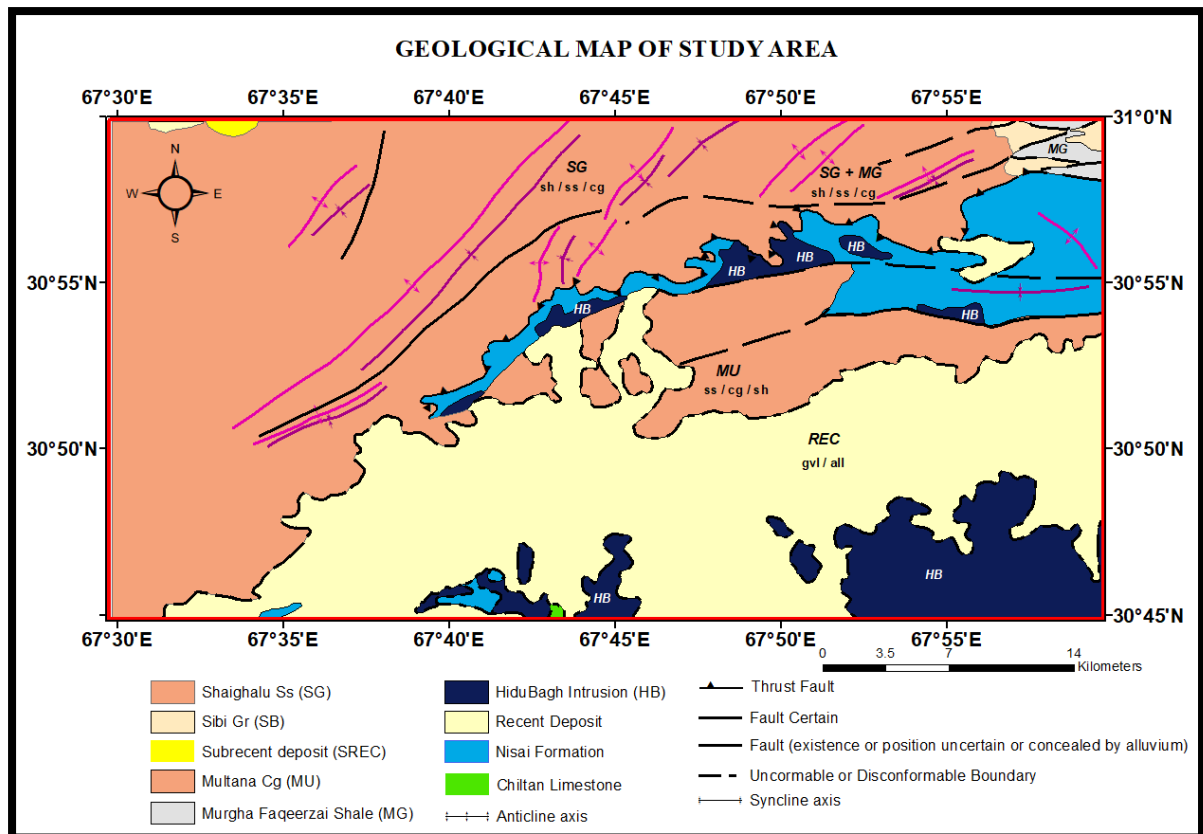 GEOLOGICAL MAP OF STUDY AREA
67°30'E 67°35'E 67°40'E 67°45'E 67°50'E 67°55'E
31°0'N
N
W E
S
SG
sh / ss / cg
SG + MG
sh / ss / cg
MG
HB
HB
HB
30°55'N 30°55'N
HB
HB
MU
ss / cg / sh
REC
gvl / all
30°50'N 30°50'N
HB
HB
30°45'N
67°30'E 67°35'E 67°40'E 67°45'E 67°50'E 67°55'E
0 3.5 7 14
Kilometers
Shaighalu Ss (SG)
Sibi Gr (SB)
Subrecent deposit (SREC)
Multana Cg (MU)
Murgha Faqeerzai Shale (MG)
HiduBagh Intrusion (HB)
Recent Deposit
Nisai Formation
Chiltan Limestone
Anticline axis
Thrust Fault
Fault Certain
Fault (existence or position uncertain or concealed by alluvium)
Uncormable or Disconformable Boundary
Syncline axis